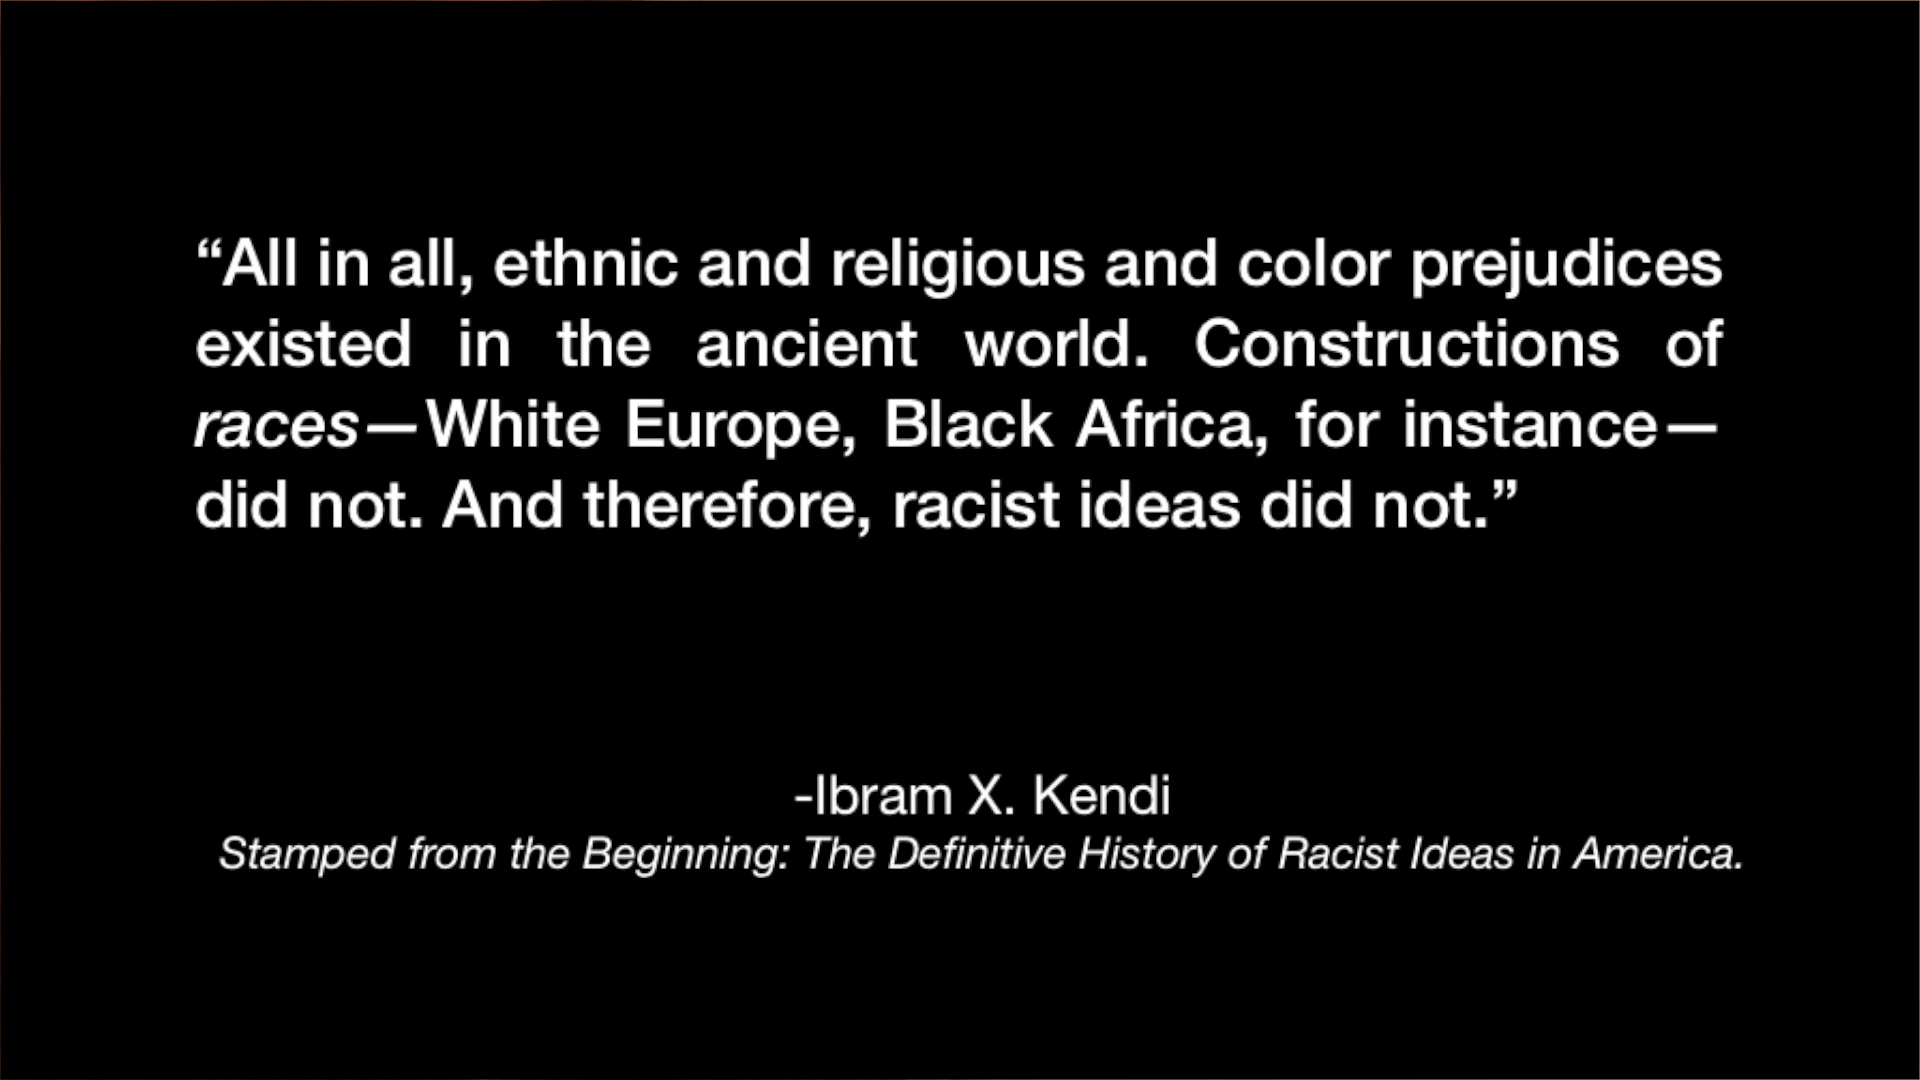 “All in all, ethnic and religious and color prejudices
existed in the ancient world. Constructions of
races—White Europe, Black Africa, for instance—
did not. And therefore, racist ideas did not.”
-Ibram X. Kendi
Stamped from the Beginning: The Definitive History of Racist Ideas in America.